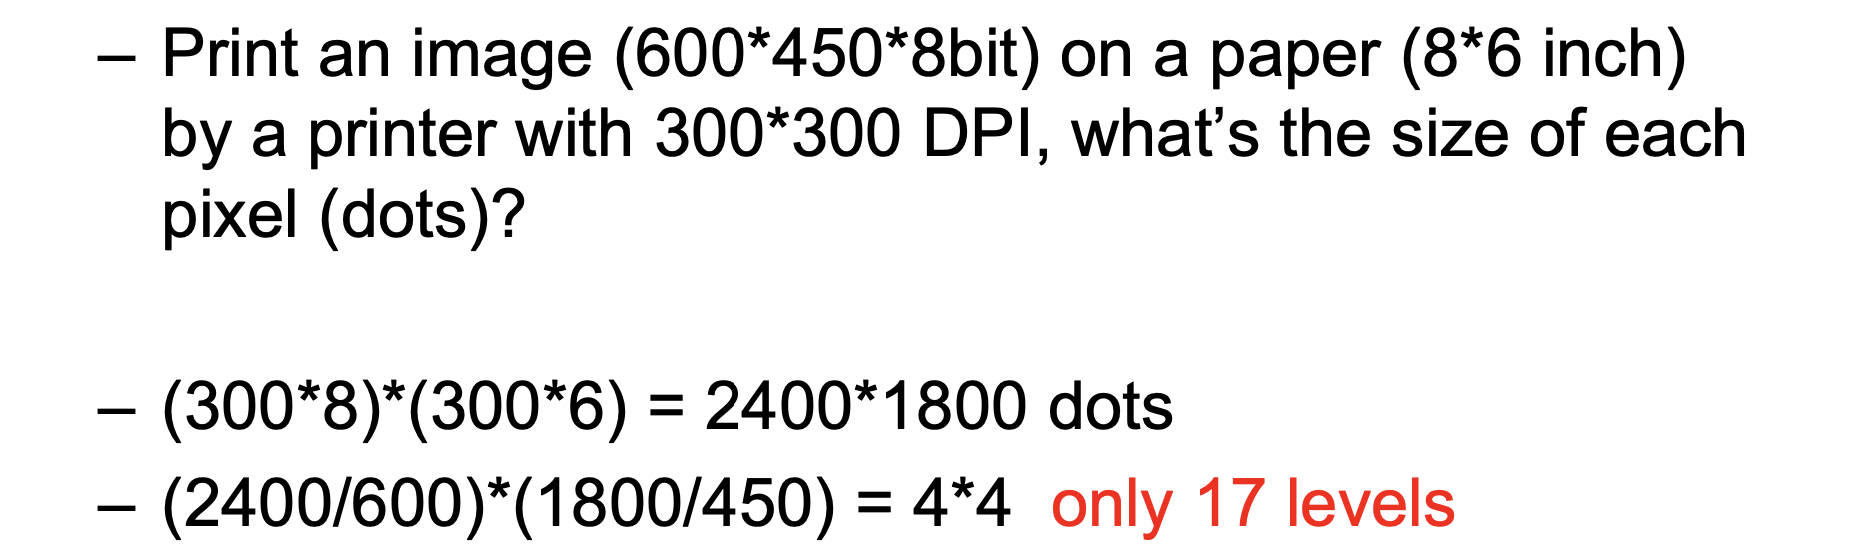 – Print an image (600*450*8bit) on a paper (8*6 inch)
by a printer with 300*300 DPI, what’s the size of each
pixel (dots)?
– (300*8)*(300*6) = 2400*1800 dots
– (2400/600)*(1800/450) = 4*4 only 17 levels